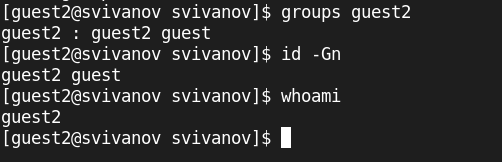 [guest2@svivanov svivanov]$ groups guest2
guest2 : guest2 guest
[guest2@svivanov svivanov]$ id -Gn
guest2 guest
[guest2@svivanov svivanov]$ whoami
guest2
[guest2@svivanov svivanov]$